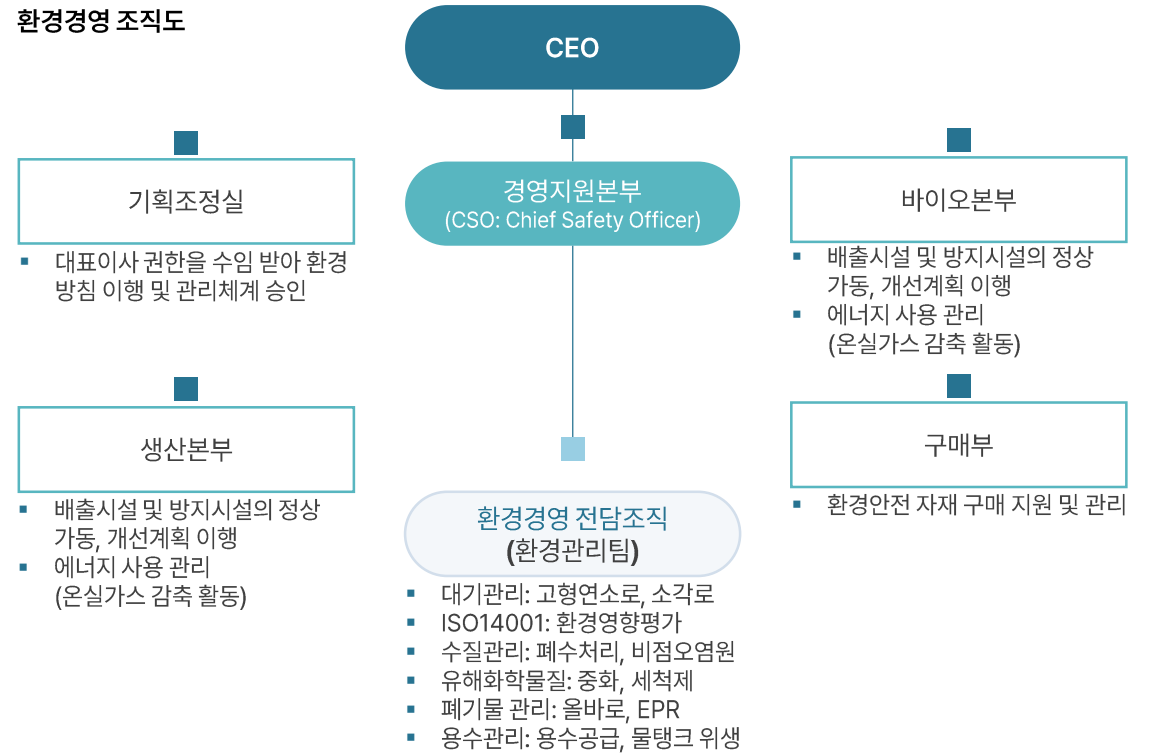 환경경영 조직도
CEO
경영지원본부
(CSO: Chief Safety Officer)
기획조정실
▪ 대표이사 권한을 수임 받아 환경
방침 이행 및 관리체계 승인
바이오본부
▪ 배출시설 및 방지시설의 정상
가동, 개선계획 이행
▪ 에너지 사용 관리
(온실가스 감축 활동)
생산본부
▪ 배출시설 및 방지시설의 정상
가동, 개선계획 이행
▪ 에너지 사용 관리
(온실가스 감축 활동)
구매부
▪ 환경안전 자재 구매 지원 및 관리
환경경영 전담조직
(환경관리팀)
▪ 대기관리: 고형연소로, 소각로
▪ ISO14001: 환경영향평가
▪ 수질관리: 폐수처리, 비점오염원
▪ 유해화학물질: 중화, 세척제
▪ 폐기물 관리: 올바로, EPR
▪ 용수관리: 용수공급, 물탱크 위생